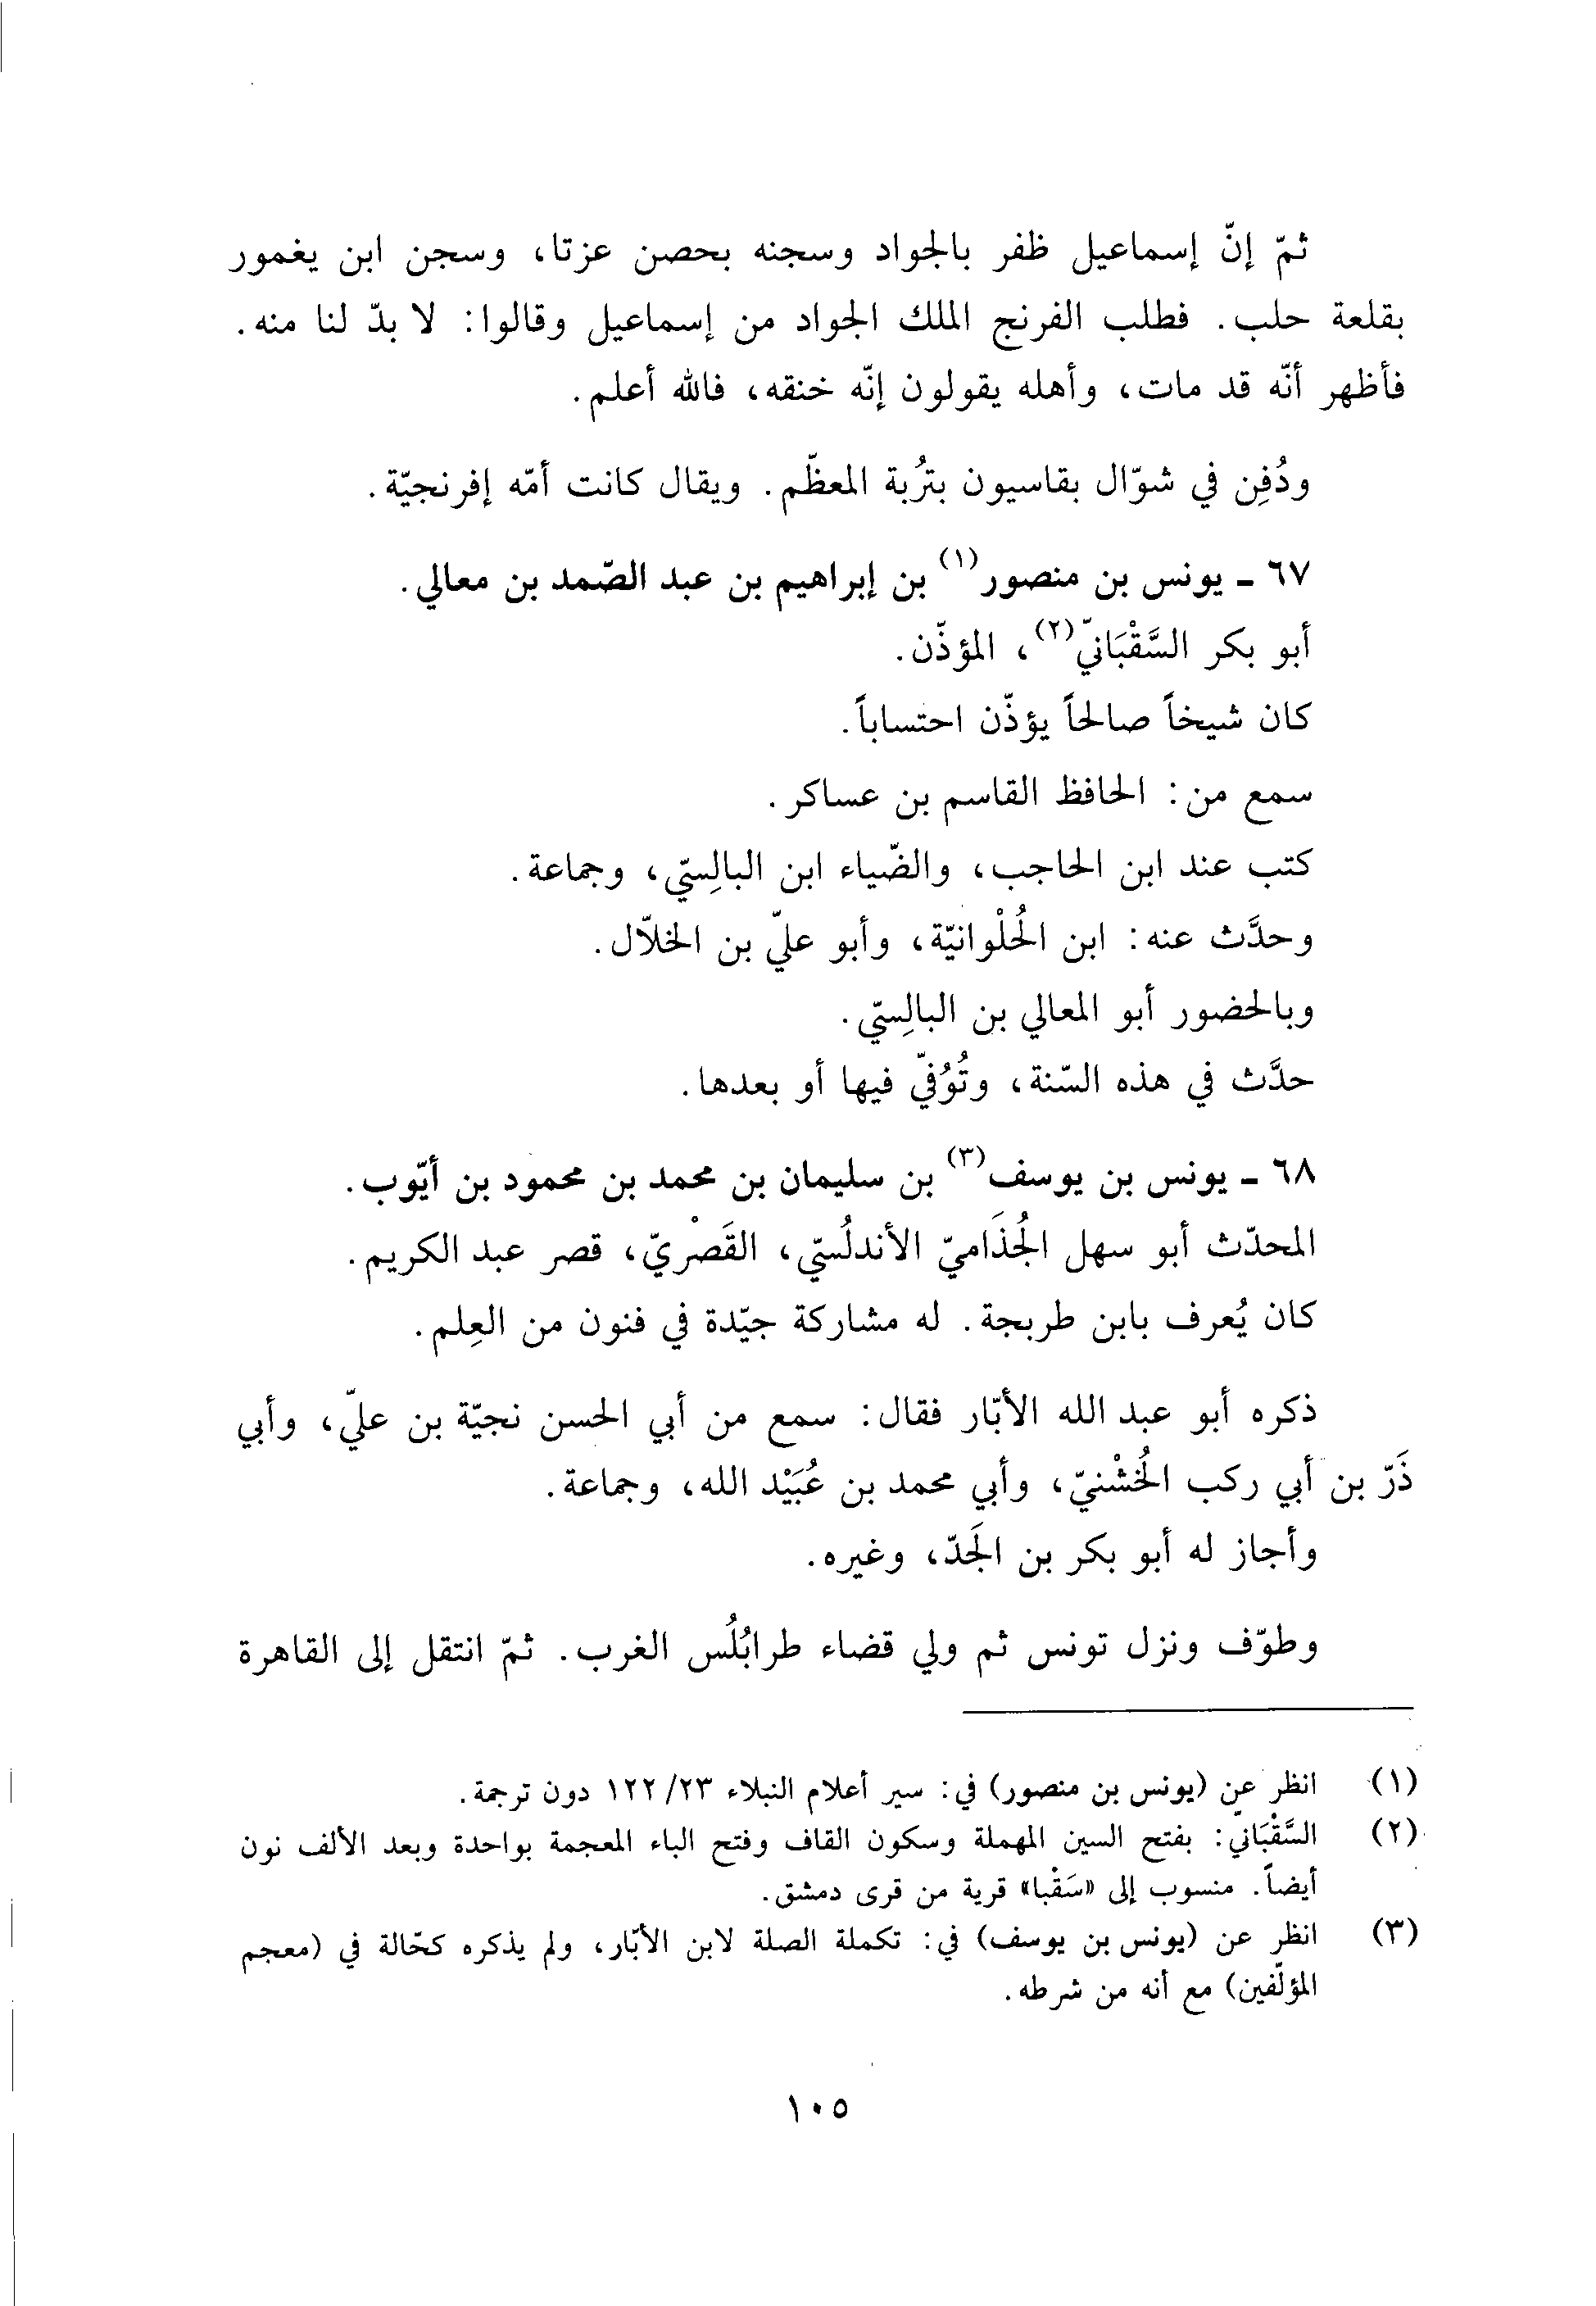 ثمّ إنّ إسماعيل ظفر بالجواد وسجنه بحصن عزتا، وسجن ابن يغمور
بقلعة حلب. فطلب الفرنج الملك الجواد من إسماعيل وقالوا: لا بدّ لنا منه.
فأظهر أنّه قد مات، وأهله يقولون إنّه خنقه، فالله أعلم.
ودُفِن في شوّال بقاسيون بتُربة المعظّم. ويقال كانت أمّه إفرنجيّة.
٦٧ - يونس بن منصور(١) بن إبراهيم بن عبد الصّمد بن معالي.
أبو بكر السَّقْبَانيّ(٢)، المؤذّن.
كان شيخاً صالحاً يؤذّن احتساباً.
سمع من: الحافظ القاسم بن عساكر.
كتب عند ابن الحاجب، والضّياء ابن البالِسيّ، وجماعة.
وحدَّث عنه: ابن الحُلْوانيّة، وأبو عليّ بن الخلاّل.
وبالحضور أبو المعالي بن البالِسيّ.
حدَّث في هذه السّنة، وتُوُفيّ فيها أو بعدها.
٦٨ - يونس بن يوسف(٣) بن سليمان بن محمد بن محمود بن أيّوب.
المحدّث أبو سهل الجُذَاميّ الأندلُسيّ، القَصْريّ، قصر عبد الكريم.
كان يُعرف بابن طربجة. له مشاركة جيّدة في فنون من العِلم.
ذكره أبو عبد الله الأبّار فقال: سمع من أبي الحسن نجيّة بن عليّ، وأبي
ذَرّ بن أبي ركب الخُشْنيّ، وأبي محمد بن عُبَيْد الله، وجماعة.
وأجاز له أبو بكر بن الجَدّ، وغيره.
وطوّف ونزل تونس ثم ولي قضاء طرابُلُس الغرب. ثمّ انتقل إلى القاهرة
(١) انظر عن (يونس بن منصور) في: سير أعلام النبلاء ١٢٢/٢٣ دون ترجمة.
(٢) السَّقْبَانيّ: بفتح السين المهملة وسكون القاف وفتح الباء المعجمة بواحدة وبعد الألف نون
أيضاً. منسوب إلى «سَقْبا» قرية من قرى دمشق.
(٣) انظر عن (يونس بن يوسف) في: تكملة الصلة لابن الأبّار، ولم يذكره كحّالة في (معجم
المؤلّفين) مع أنه من شرطه.
١٠٥